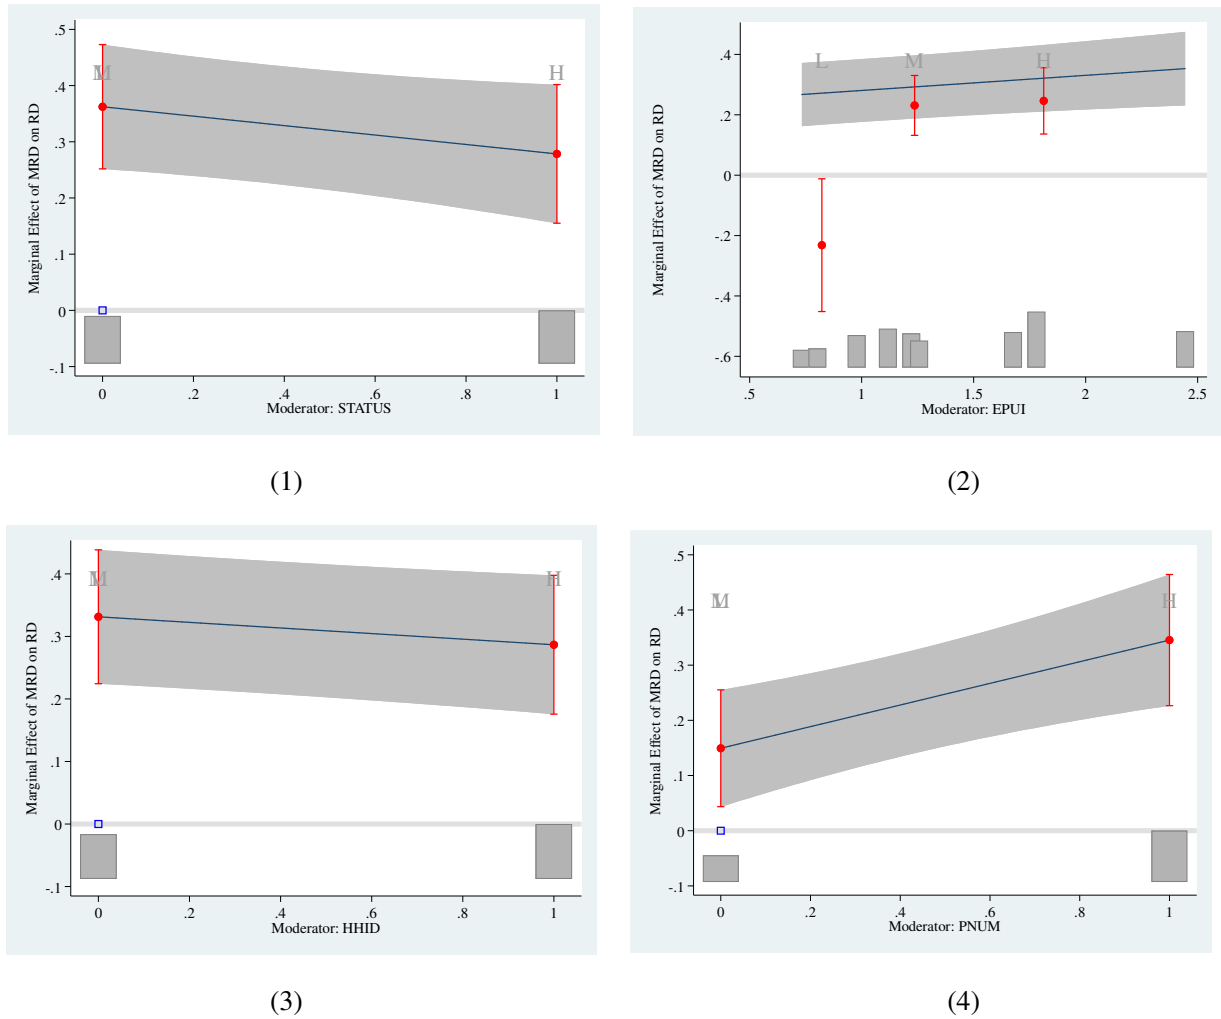 Marginal Effect of MRD on RD
.5
.4
.3
.2
.1
0
-.1
L M H
0 .2 .4 .6 .8 1
Moderator: STATUS
(1)
Marginal Effect of MRD on RD
.4
.2
0
-.2
-.4
-.6
L M H
.5 1 1.5 2 2.5
Moderator: EPUI
(2)
Marginal Effect of MRD on RD
.4
.3
.2
.1
0
-.1
L M H
0 .2 .4 .6 .8 1
Moderator: HHID
(3)
Marginal Effect of MRD on RD
.5
.4
.3
.2
.1
0
-.1
L M H
0 .2 .4 .6 .8 1
Moderator: PNUM
(4)